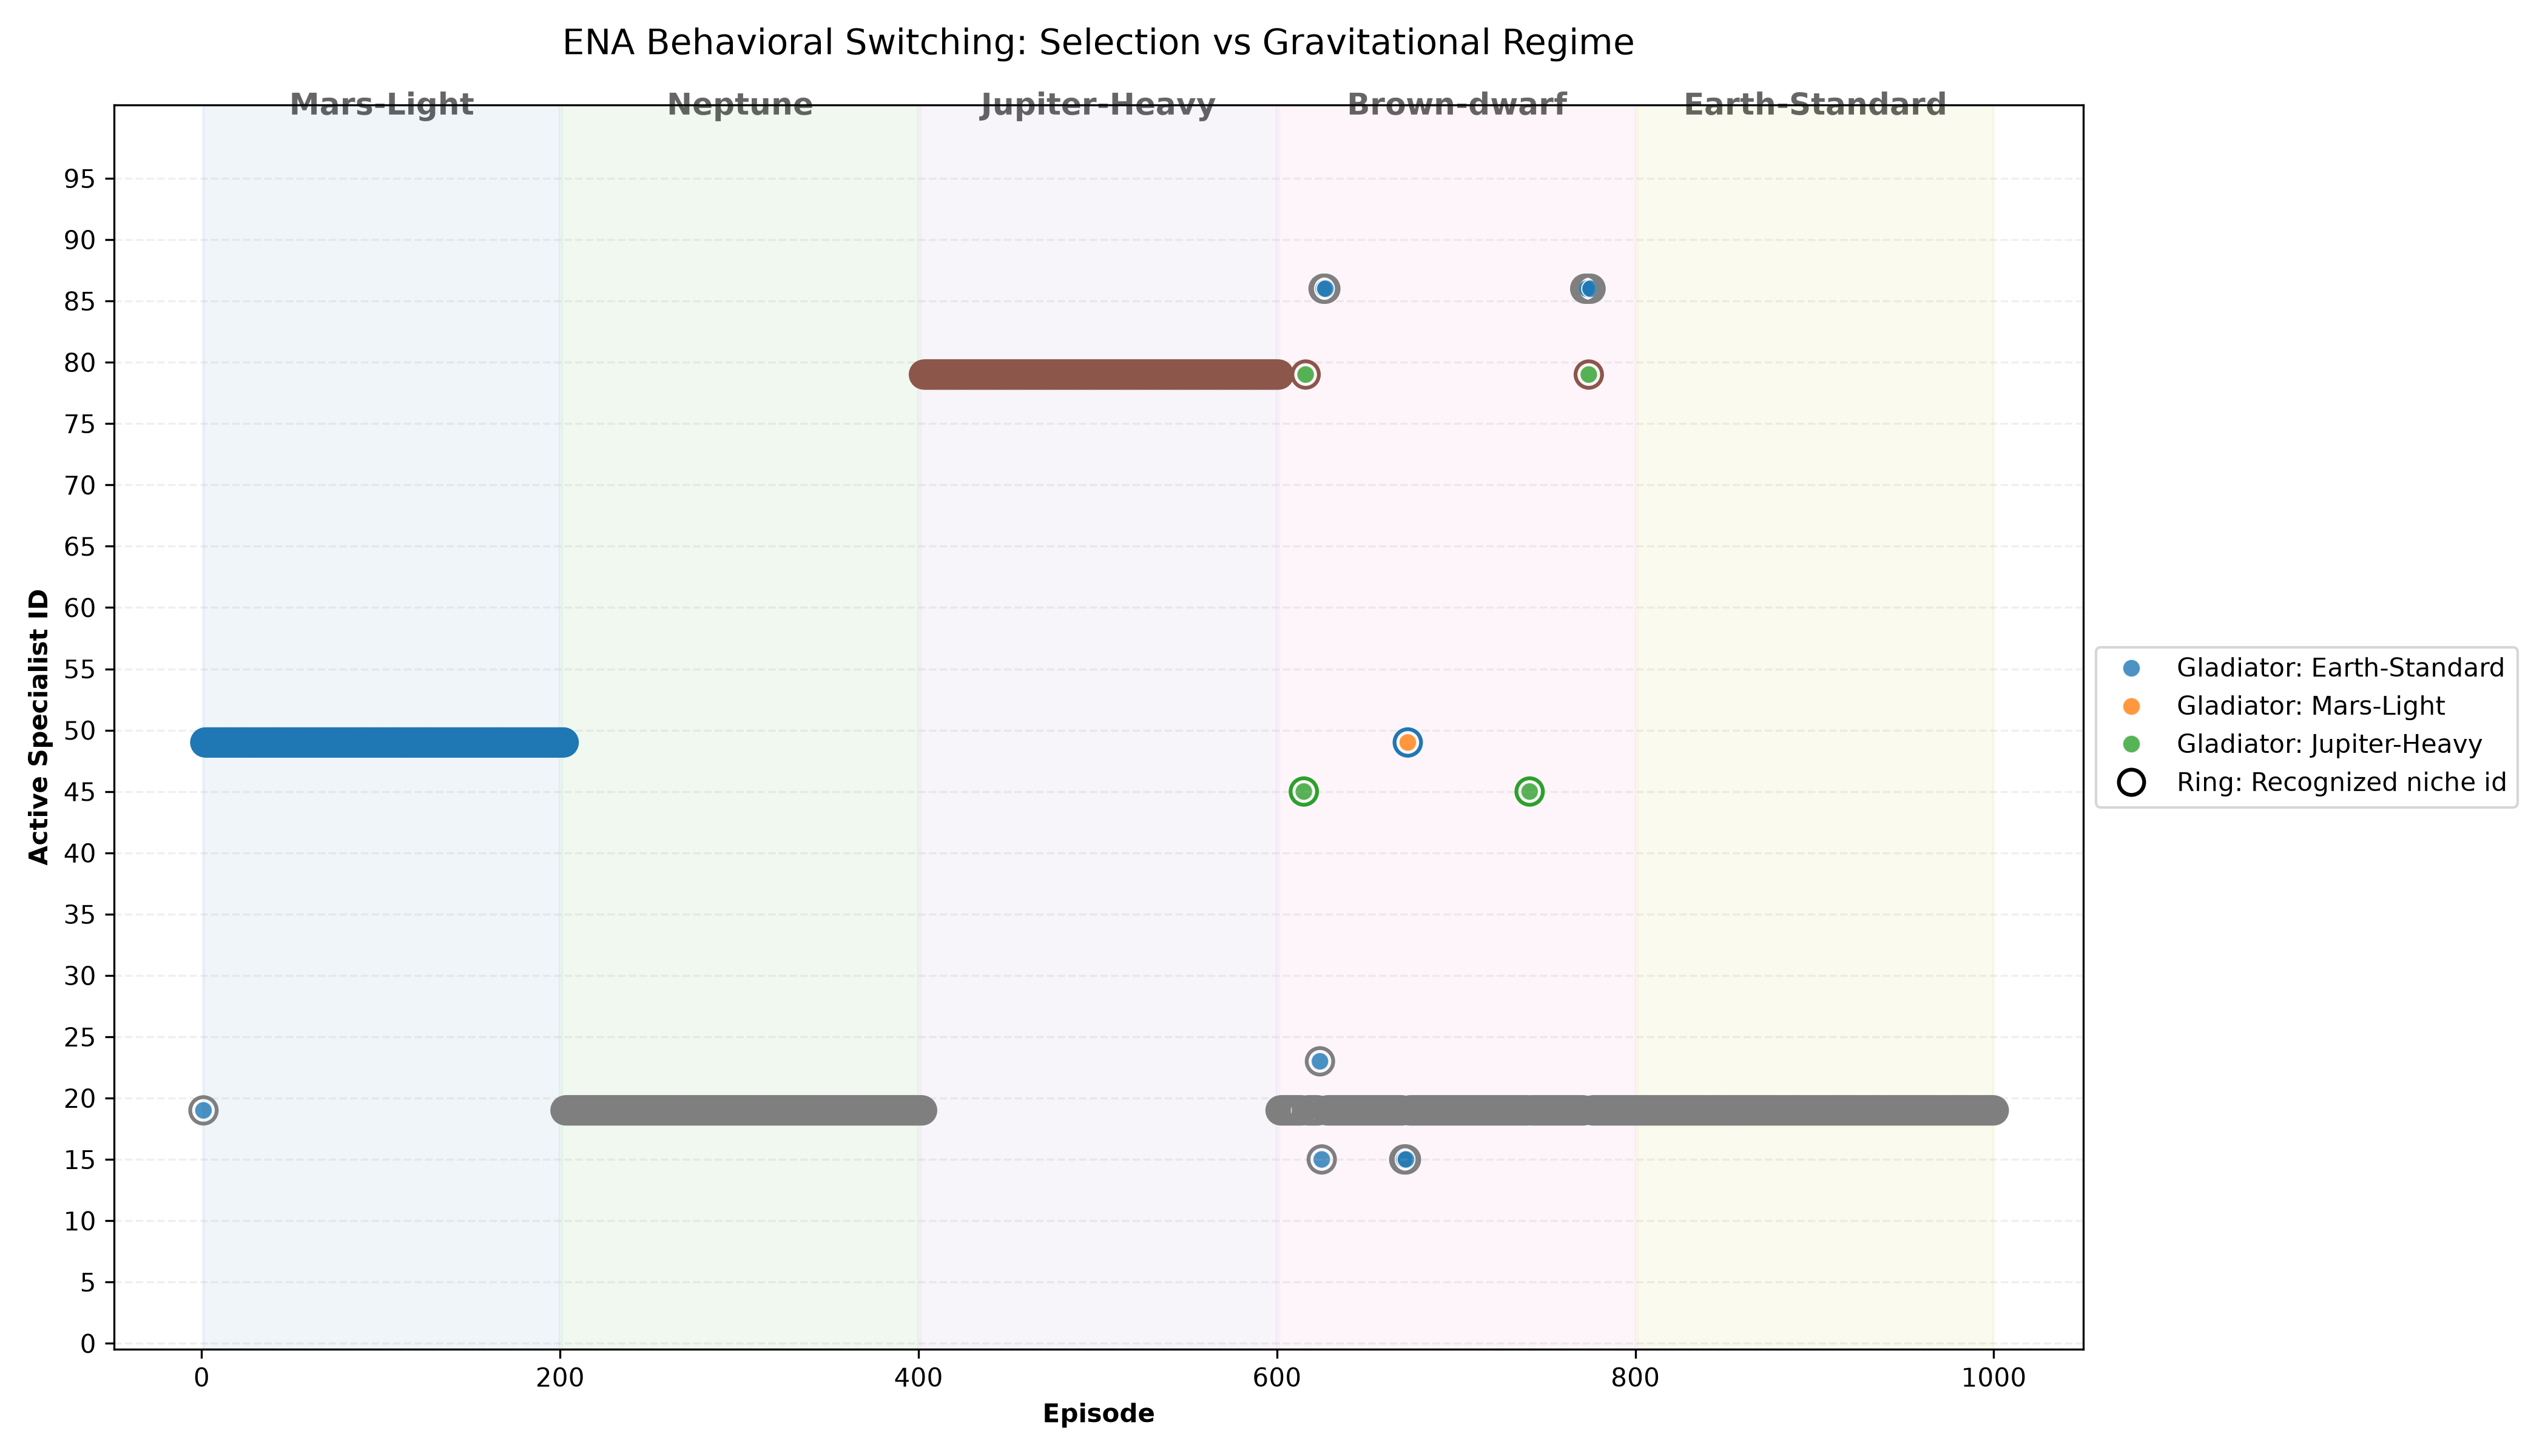 ENA Behavioral Switching: Selection vs Gravitational Regime
Mars-Light Neptune Jupiter-Heavy Brown-dwarf Earth-Standard
95
90
85
80
75
70
65
60
55
50
45
40
35
30
25
20
15
10
5
0
Active Specialist ID
0 200 400 600 800 1000
Episode
Gladiator: Earth-Standard
Gladiator: Mars-Light
Gladiator: Jupiter-Heavy
Ring: Recognized niche id